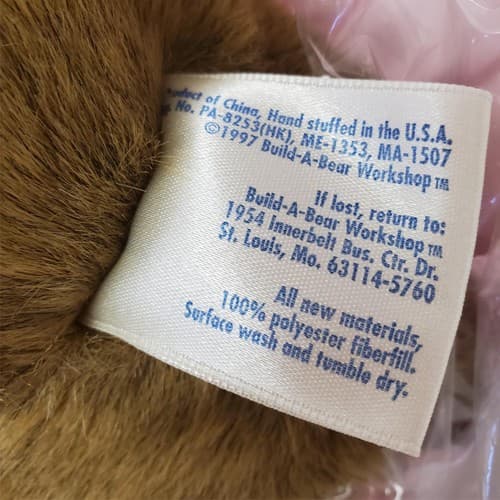 Product of China, Hand stuffed in the U.S.A.
No. PA-8253(HK), ME-1353, MA-1507
©1997 Build-A-Bear Workshop™
If lost, return to:
Build-A-Bear Workshop™
1954 Innerbelt Bus. Ctr. Dr.
St. Louis, Mo. 63114-5760
All new materials,
100% polyester fiberfill.
Surface wash and tumble dry.